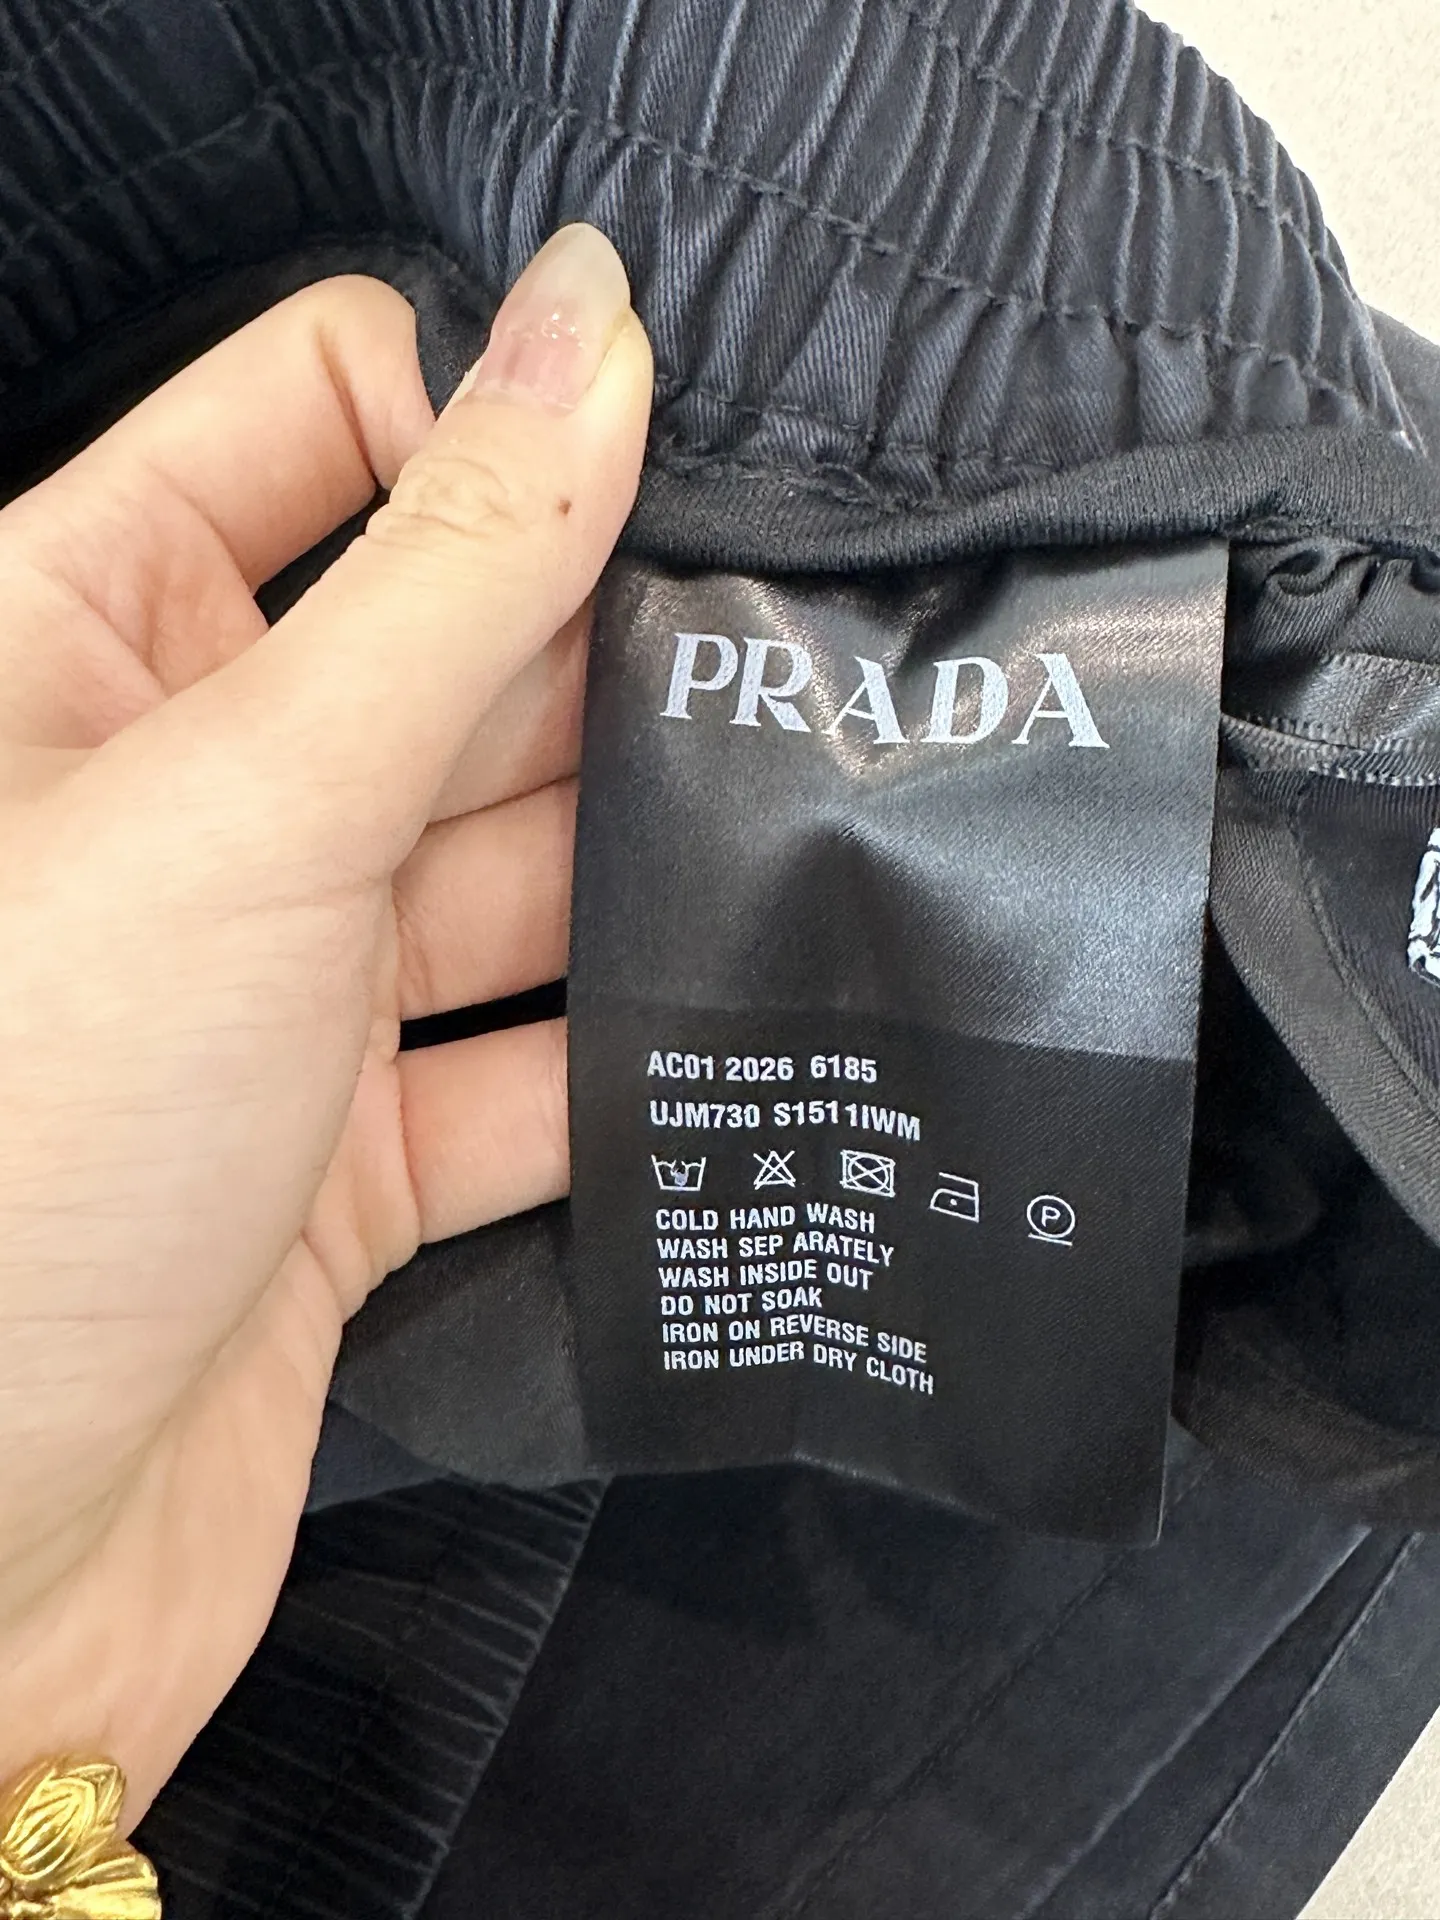 PRADA
AC01 2026 6185
UJM730 S1511IWM
P
COLD HAND WASH
WASH SEP ARATELY
WASH INSIDE OUT
DO NOT SOAK
IRON ON REVERSE SIDE
IRON UNDER DRY CLOTH